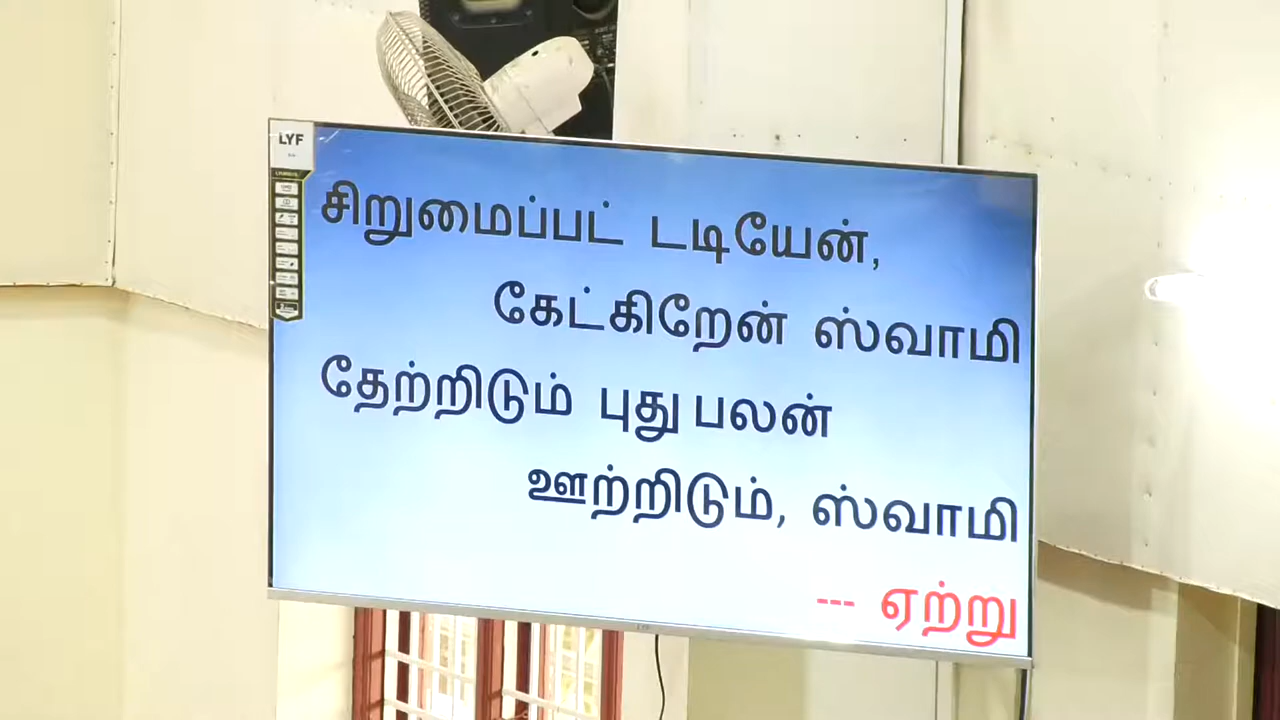 LYF
சிறுமைப்பட் டடியேன்,
கேட்கிறேன் ஸ்வாமி
தேற்றிடும் புது பலன்
ஊற்றிடும், ஸ்வாமி
--- ஏற்று